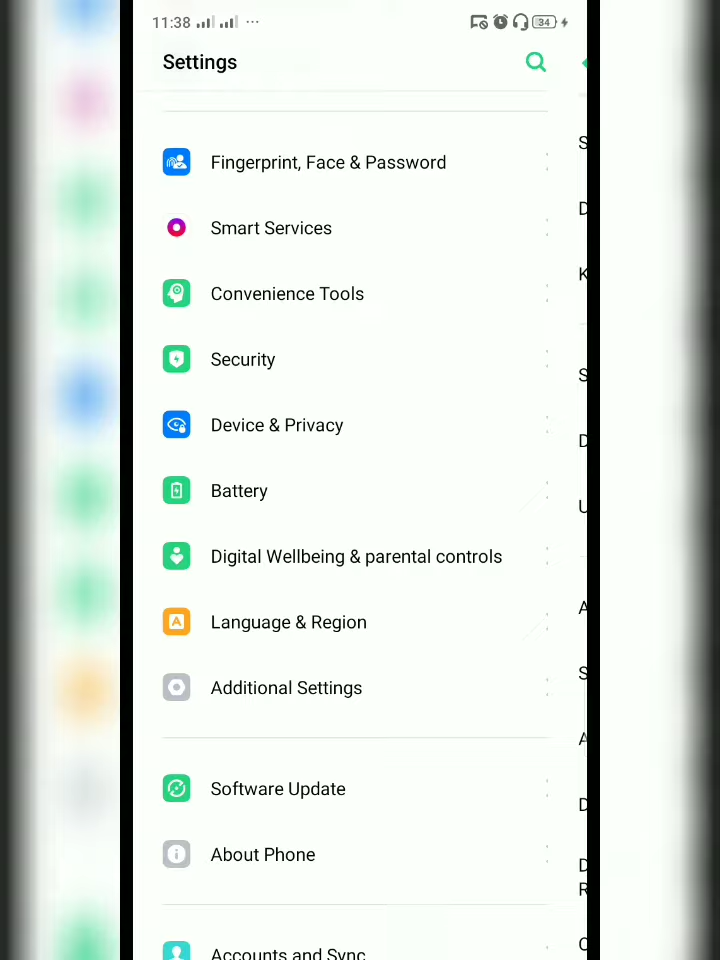 11:38
34
Settings
Fingerprint, Face & Password
S
Smart Services
D
Convenience Tools
K
Security
S
Device & Privacy
D
Battery
U
Digital Wellbeing & parental controls
Language & Region
A
Additional Settings
S
A
Software Update
D
About Phone
D
R
Accounts and Sync